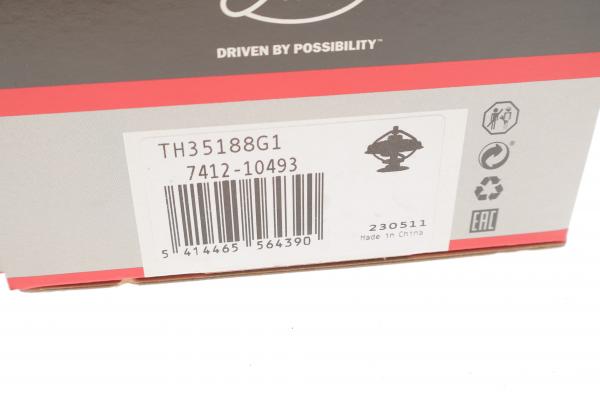 DRIVEN BY POSSIBILITY™
TH35188G1
7412-10493
5 414465 564390
230511
Made in China
EAC